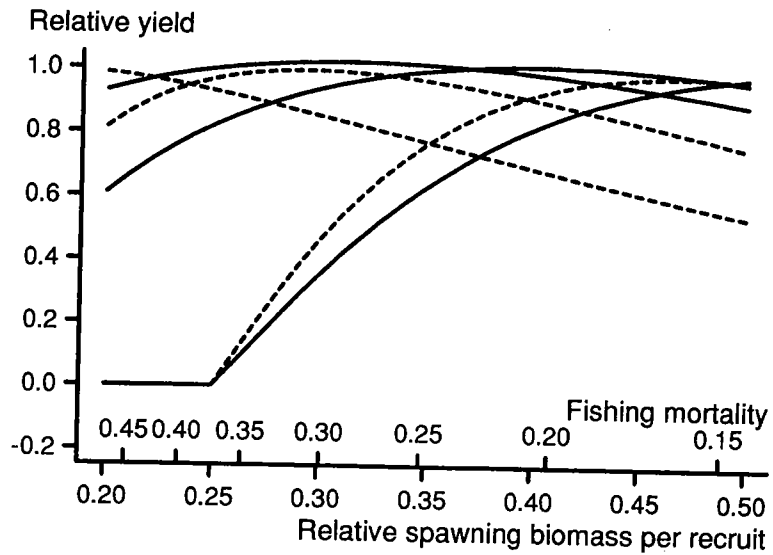 Relative yield
1.0
0.8
0.6
0.4
0.2
0.0
-0.2
Fishing mortality
0.45 0.40 0.35 0.30 0.25 0.20 0.15
0.20 0.25 0.30 0.35 0.40 0.45 0.50
Relative spawning biomass per recruit